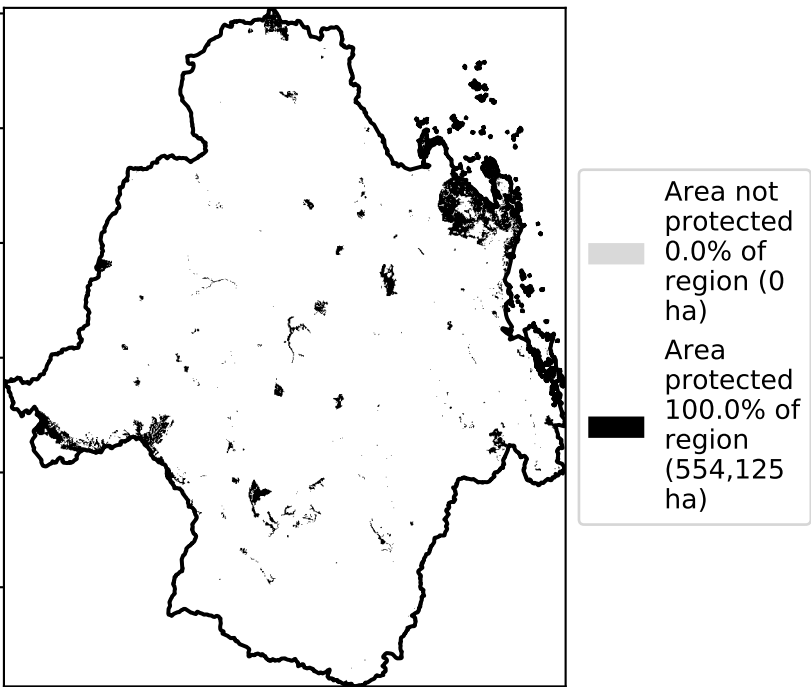 Area not
protected
0.0% of
region (0
ha)
Area
protected
100.0% of
region
(554,125
ha)